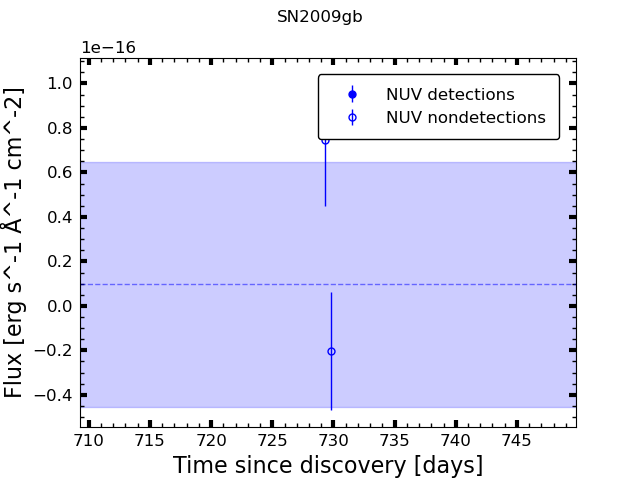 SN2009gb
1e−16
Flux [erg s^-1 Å^-1 cm^-2]
1.0
0.8
0.6
0.4
0.2
0.0
−0.2
−0.4
NUV detections
NUV nondetections
710 715 720 725 730 735 740 745
Time since discovery [days]